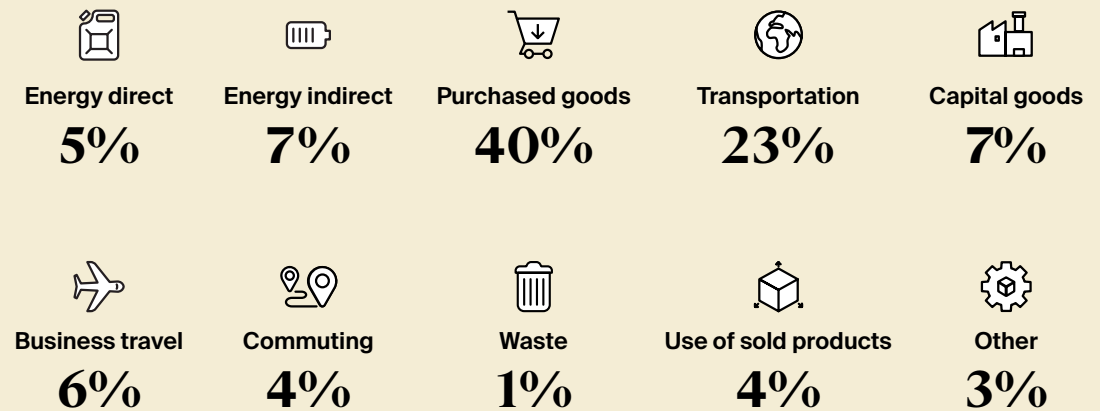 Energy direct
Energy indirect
Purchased goods
Transportation
Capital goods
5%
7%
40%
23%
7%
Business travel
Commuting
Waste
Use of sold products
Other
6%
4%
1%
4%
3%